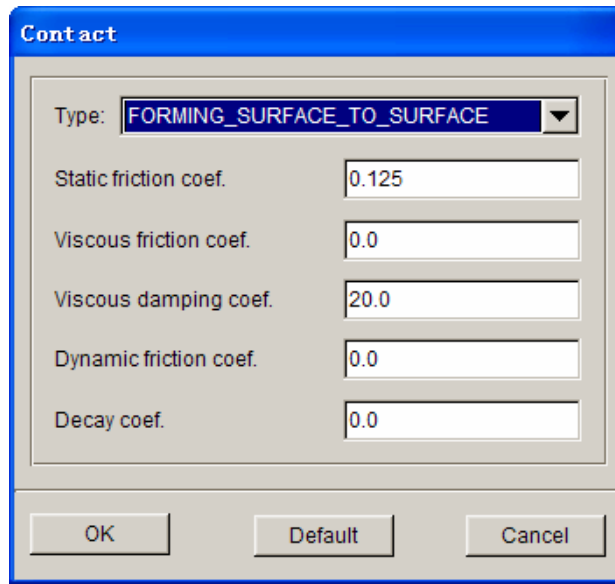 Contact
Type: FORMING_SURFACE_TO_SURFACE
Static friction coef. 0.125
Viscous friction coef. 0.0
Viscous damping coef. 20.0
Dynamic friction coef. 0.0
Decay coef. 0.0
OK Default Cancel